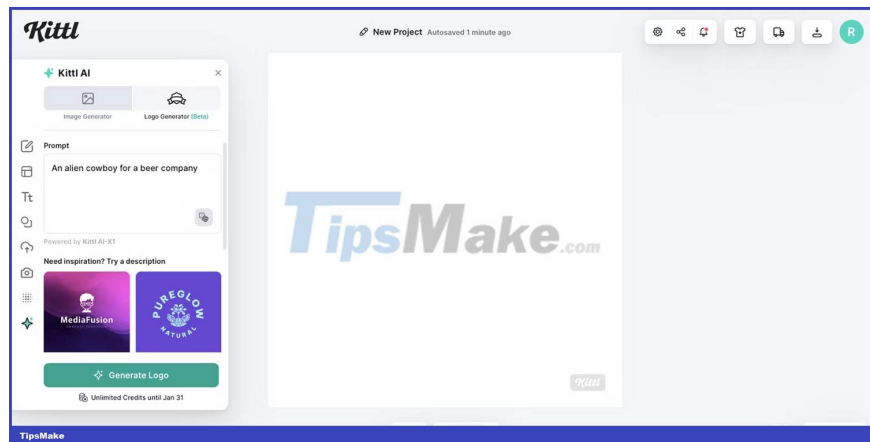 Kittl
New Project Autosaved 1 minute ago
R
Kittl AI
Image Generator
Logo Generator (Beta)
Prompt
An alien cowboy for a beer company
Tt
Powered by Kittl AI-X1
Need inspiration? Try a description
MediaFusion
PUREGLOW
NATURAL
Generate Logo
Unlimited Credits until Jan 31
TipsMake.com
Kittl
TipsMake